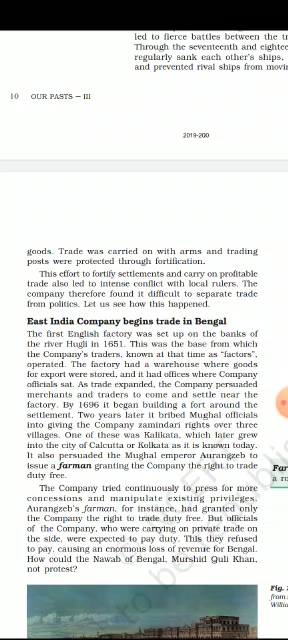 led to fierce battles between the
Through the seventeenth and
regularly sank each other's ships,
and prevented rival ships from
10 OUR PASTS – III
2019-200
goods. Trade was carried on with arms and trading
posts were protected through fortification.
This effort to fortify settlements and carry on profitable
trade also led to intense conflict with local rulers. The
company therefore found it difficult to separate trade
from politics. Let us see how this happened.
East India Company begins trade in Bengal
The first English factory was set up on the banks of
the river Hugli in 1651. This was the base from which
the Company's traders, known at that time as “factors”,
operated. The factory had a warehouse where goods
for export were stored, and it had offices where Company
officials sat. As trade expanded, the Company persuaded
merchants and traders to come and settle near the
factory. By 1696 it began building a fort around the
settlement. Two years later it bribed Mughal officials
into giving the Company zamindari rights over three
villages. One of these was Kalikata, which later grew
into the city of Calcutta or Kolkata as it is known today.
It also persuaded the Mughal emperor Aurangzeb to
issue a farman granting the Company the right to trade
duty free.
The Company tried continuously to press for more
concessions and manipulate existing privileges.
Aurangzeb's farman, for instance, had granted only
the Company the right to trade duty free. But officials
of the Company, who were carrying on private trade on
the side, were expected to pay duty. This they refused
to pay, causing an enormous loss of revenue for Bengal.
How could the Nawab of Bengal, Murshid Quli Khan,
not protest?
Far
a ro
Fig.
from
Willia